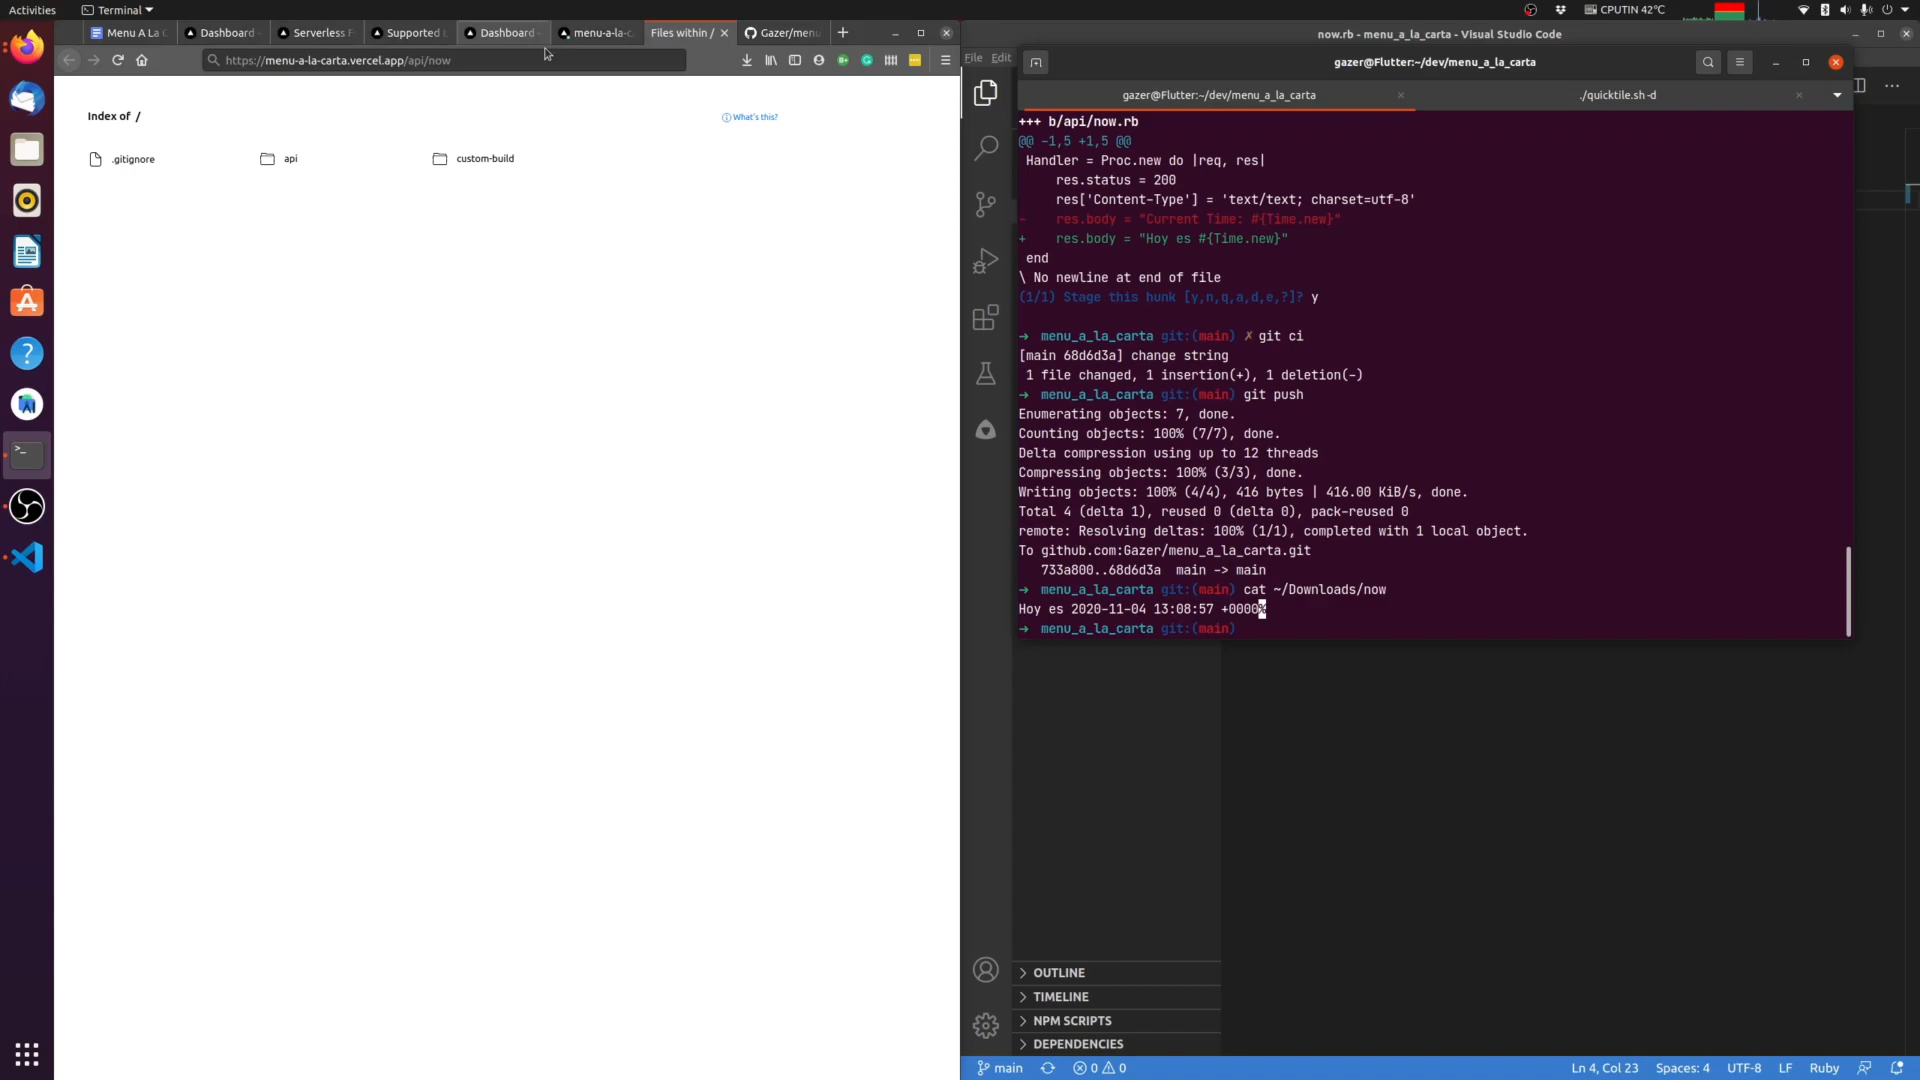 Activities
Terminal
CPUTIN 42°C
Menu A La C
Dashboard
Serverless F
Supported L
Dashboard
menu-a-la-c
Files within /
Gazer/menu
https://menu-a-la-carta.vercel.app/api/now
Index of /
What's this?
.gitignore
api
custom-build
now.rb - menu_a_la_carta - Visual Studio Code
File Edit
gazer@Flutter:~/dev/menu_a_la_carta
gazer@Flutter:~/dev/menu_a_la_carta
./quicktile.sh -d
+++ b/api/now.rb
@@ -1,5 +1,5 @@
Handler = Proc.new do |req, res|
res.status = 200
res['Content-Type'] = 'text/text; charset=utf-8'
- res.body = "Current Time: #{Time.new}"
+ res.body = "Hoy es #{Time.new}"
end
\ No newline at end of file
(1/1) Stage this hunk [y,n,q,a,d,e,?]? y
→ menu_a_la_carta git:(main) ✗ git ci
[main 68d6d3a] change string
1 file changed, 1 insertion(+), 1 deletion(-)
→ menu_a_la_carta git:(main) git push
Enumerating objects: 7, done.
Counting objects: 100% (7/7), done.
Delta compression using up to 12 threads
Compressing objects: 100% (3/3), done.
Writing objects: 100% (4/4), 416 bytes | 416.00 KiB/s, done.
Total 4 (delta 1), reused 0 (delta 0), pack-reused 0
remote: Resolving deltas: 100% (1/1), completed with 1 local object.
To github.com:Gazer/menu_a_la_carta.git
733a800..68d6d3a main -> main
→ menu_a_la_carta git:(main) cat ~/Downloads/now
Hoy es 2020-11-04 13:08:57 +0000%
→ menu_a_la_carta git:(main)
OUTLINE
TIMELINE
NPM SCRIPTS
DEPENDENCIES
main
0
0
Ln 4, Col 23
Spaces: 4
UTF-8
LF
Ruby